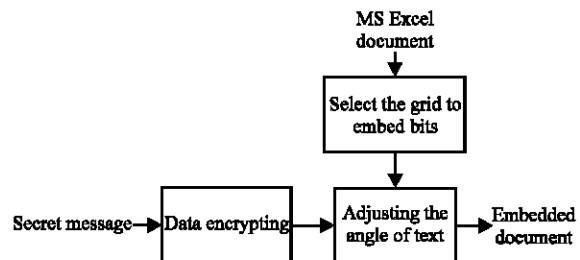 MS Excel
document
Select the grid to
embed bits
Secret message
Data encrypting
Adjusting the
angle of text
Embedded
document